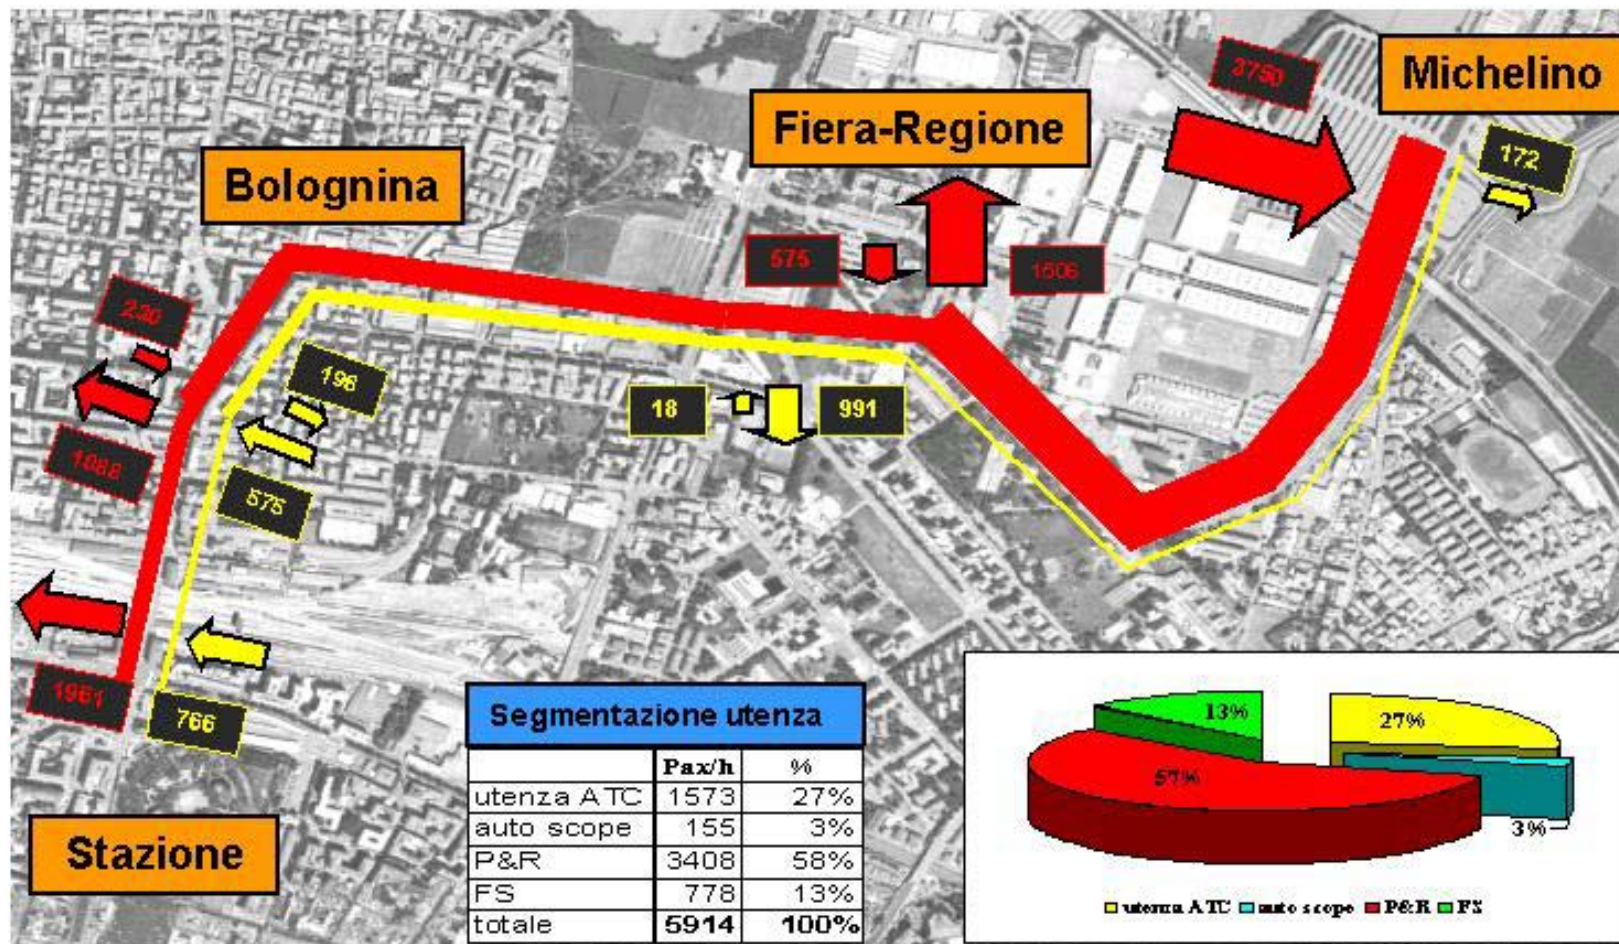 Michelino
3750
Fiera-Regione
172
Bolognina
575
1506
230
196
18
991
1088
575
1961
766
Stazione
Segmentazione utenza
Pax/h %
utenza ATC 1573 27%
auto scope 155 3%
P&R 3408 58%
FS 778 13%
totale 5914 100%
13%
27%
57%
3%
utenza ATC auto scope P&R FS